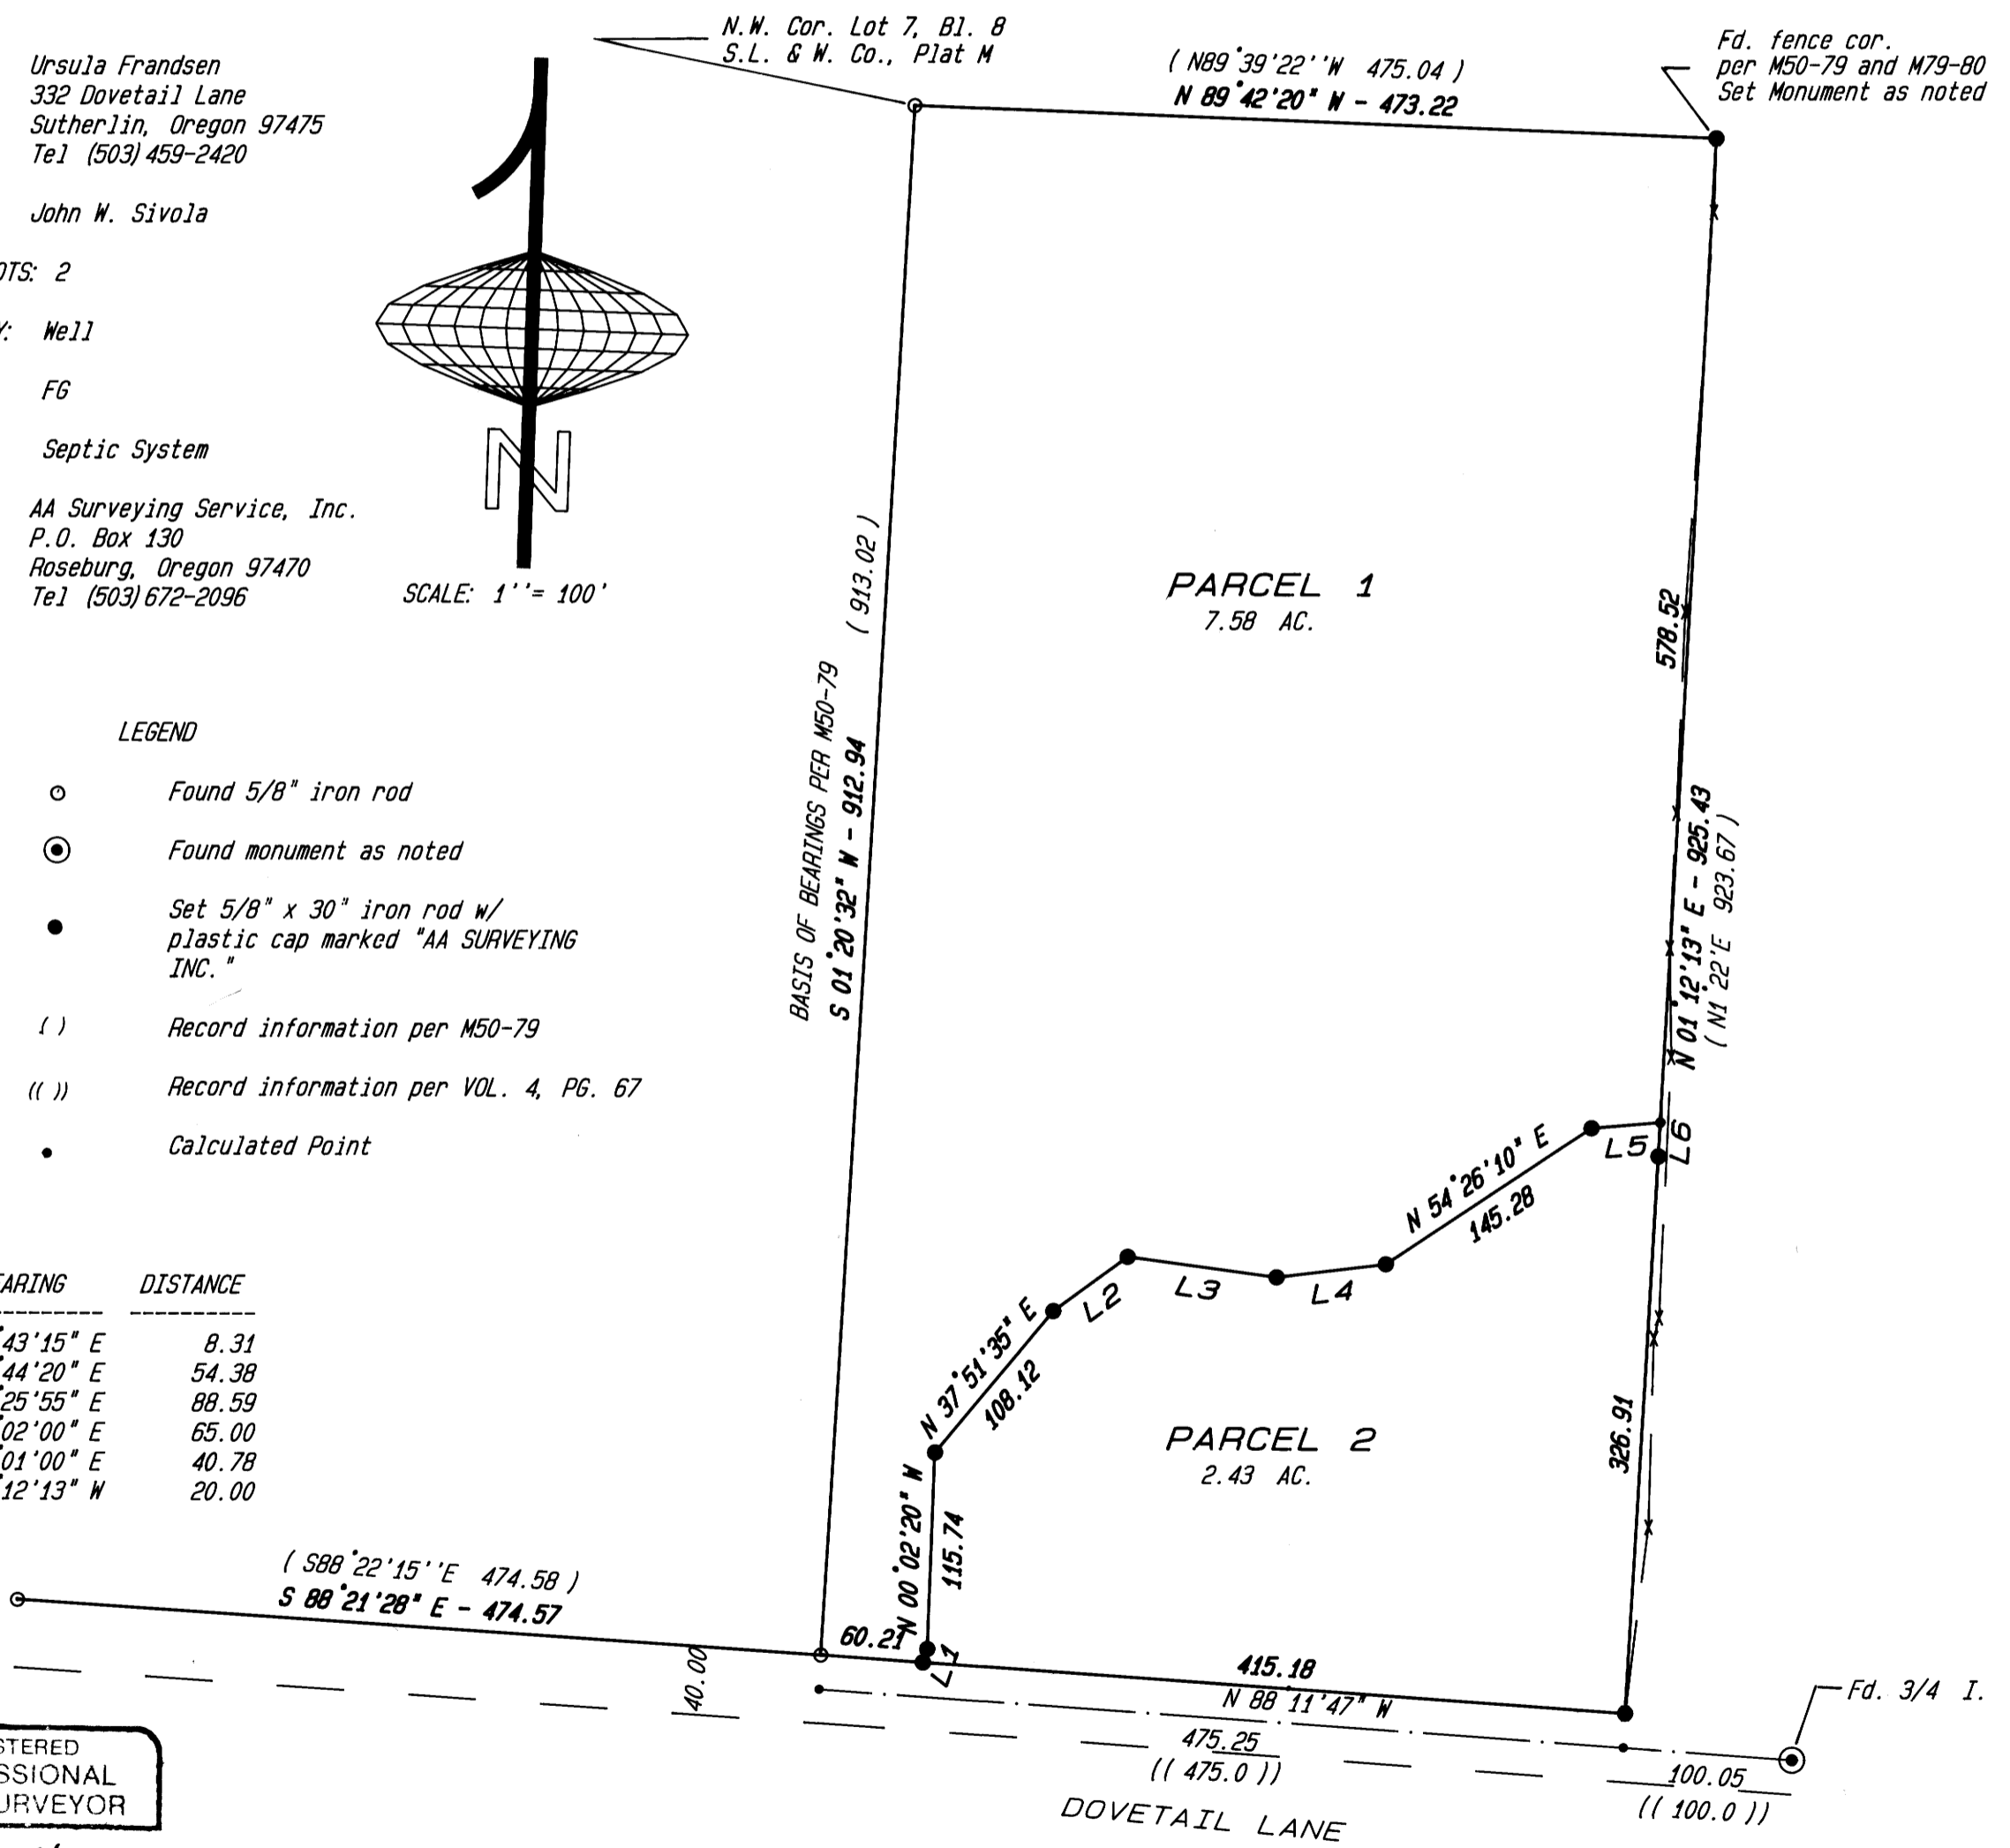 Ursula Frandsen
332 Dovetail Lane
Sutherlin, Oregon 97475
Tel (503) 459-2420
John W. Sivola
OTS: 2
Y: Well
FG
Septic System
AA Surveying Service, Inc.
P.O. Box 130
Roseburg, Oregon 97470
Tel (503) 672-2096
N
SCALE: 1''= 100'
N.W. Cor. Lot 7, Bl. 8
S.L. & W. Co., Plat M
( N89°39'22''W 475.04 )
N 89°42'20" W - 473.22
Fd. fence cor.
per M50-79 and M79-80
Set Monument as noted
( 913.02 )
BASIS OF BEARINGS PER M50-79
S 01°20'32" W - 912.94
PARCEL 1
7.58 AC.
578.52
N 01°12'13" E - 925.43
( N1°22'E 923.67 )
LEGEND
Found 5/8" iron rod
Found monument as noted
Set 5/8" x 30" iron rod w/
plastic cap marked "AA SURVEYING
INC."
( ) Record information per M50-79
(( )) Record information per VOL. 4, PG. 67
Calculated Point
EARING DISTANCE
43'15" E 8.31
44'20" E 54.38
25'55" E 88.59
02'00" E 65.00
01'00" E 40.78
12'13" W 20.00
L6
L5
N 54°26'10" E
145.28
L4
L3
L2
N 37°51'35" E
108.12
N 00°02'20" W
115.74
PARCEL 2
2.43 AC.
326.91
( S88°22'15''E 474.58 )
S 88°21'28" E - 474.57
60.21
L1
415.18
N 88 11'47" W
40.00
475.25
(( 475.0 ))
DOVETAIL LANE
Fd. 3/4 I.
100.05
(( 100.0 ))
STERED
SSIONAL
URVEYOR